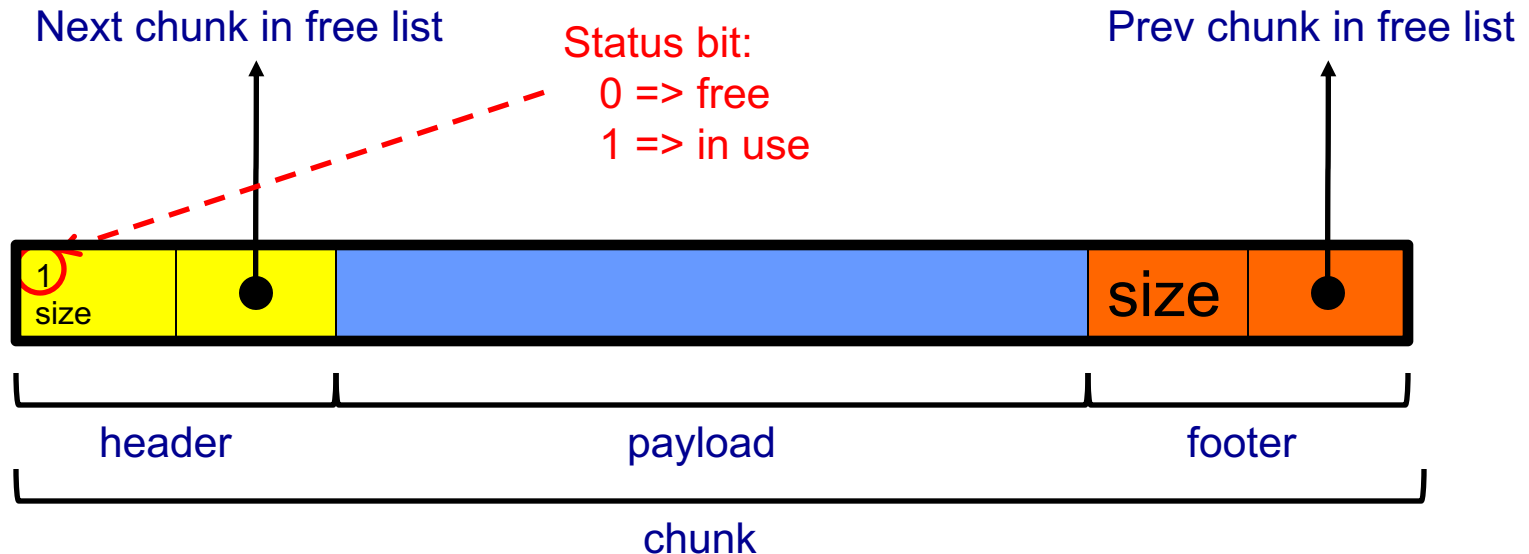 Next chunk in free list
Status bit:
0 => free
1 => in use
Prev chunk in free list
1
size
size
header
payload
footer
chunk